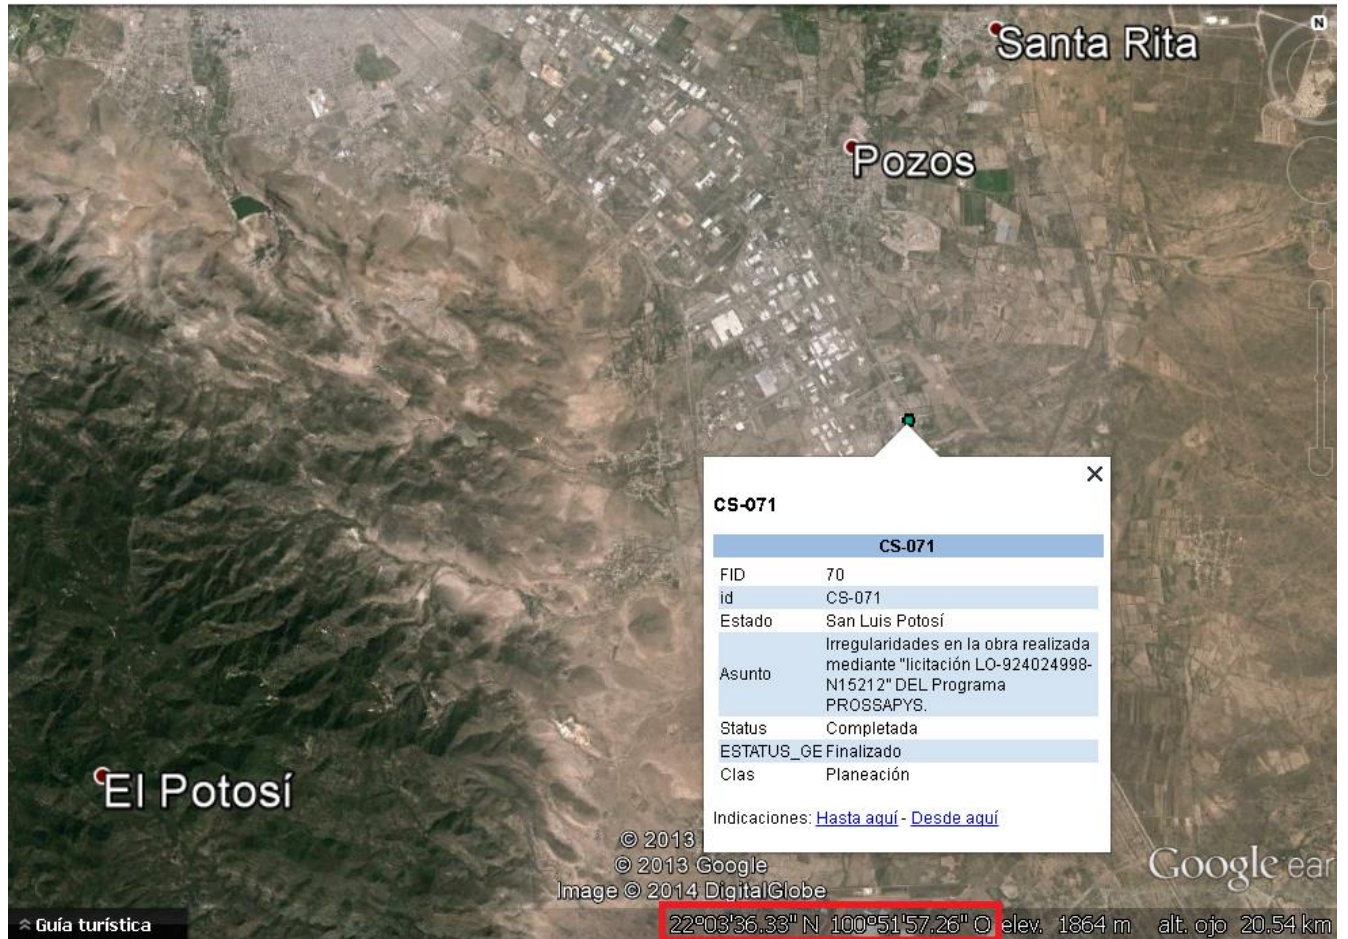 Santa Rita
N
Pozos
CS-071
CS-071
FID 70
id CS-071
Estado San Luis Potosí
Asunto Irregularidades en la obra realizada
mediante "licitación LO-924024998-
N15212" DEL Programa
PROSSAPYS.
Status Completada
ESTATUS_GE Finalizado
Clas Planeación
Indicaciones: Hasta aquí - Desde aquí
El Potosí
© 2013
© 2013 Google
Image © 2014 DigitalGlobe
Google ear
Guía turística
22°03'36.33" N 100°51'57.26" O elev. 1864 m alt. ojo 20.54 km